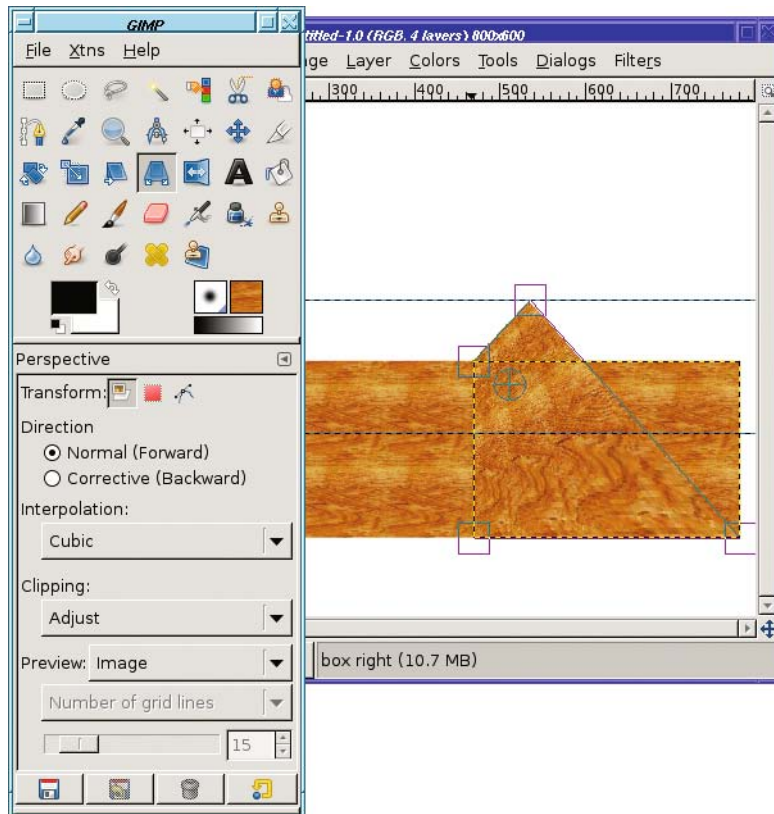 GIMP
File Xtns Help
Perspective
Transform:
Direction
Normal (Forward)
Corrective (Backward)
Interpolation:
Cubic
Clipping:
Adjust
Preview: Image
Number of grid lines
15
titled-1.0 (RGB, 4 layers) 800x600
ge Layer Colors Tools Dialogs Filters
300 400 500 600 700
box right (10.7 MB)